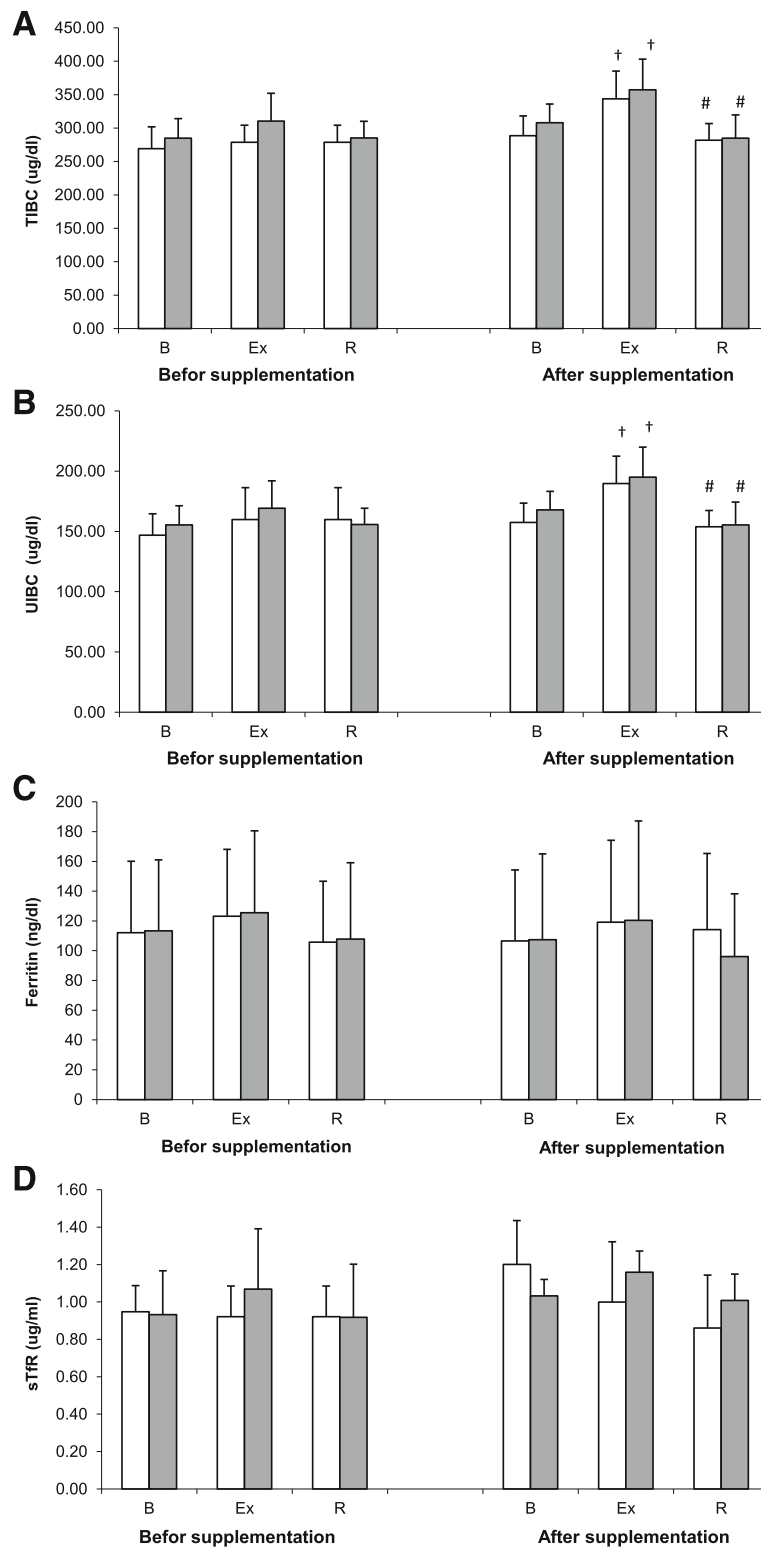 A
TIBC (ug/dl)
450.00
400.00
350.00
300.00
250.00
200.00
150.00
100.00
50.00
0.00
† †
# #
B Ex R B Ex R
Befor supplementation After supplementation
B
UIBC (ug/dl)
250.00
200.00
150.00
100.00
50.00
0.00
† †
# #
B Ex R B Ex R
Befor supplementation After supplementation
C
Ferritin (ng/dl)
200
180
160
140
120
100
80
60
40
20
0
B Ex R B Ex R
Befor supplementation After supplementation
D
sTfR (ug/ml)
1.60
1.40
1.20
1.00
0.80
0.60
0.40
0.20
0.00
B Ex R B Ex R
Befor supplementation After supplementation